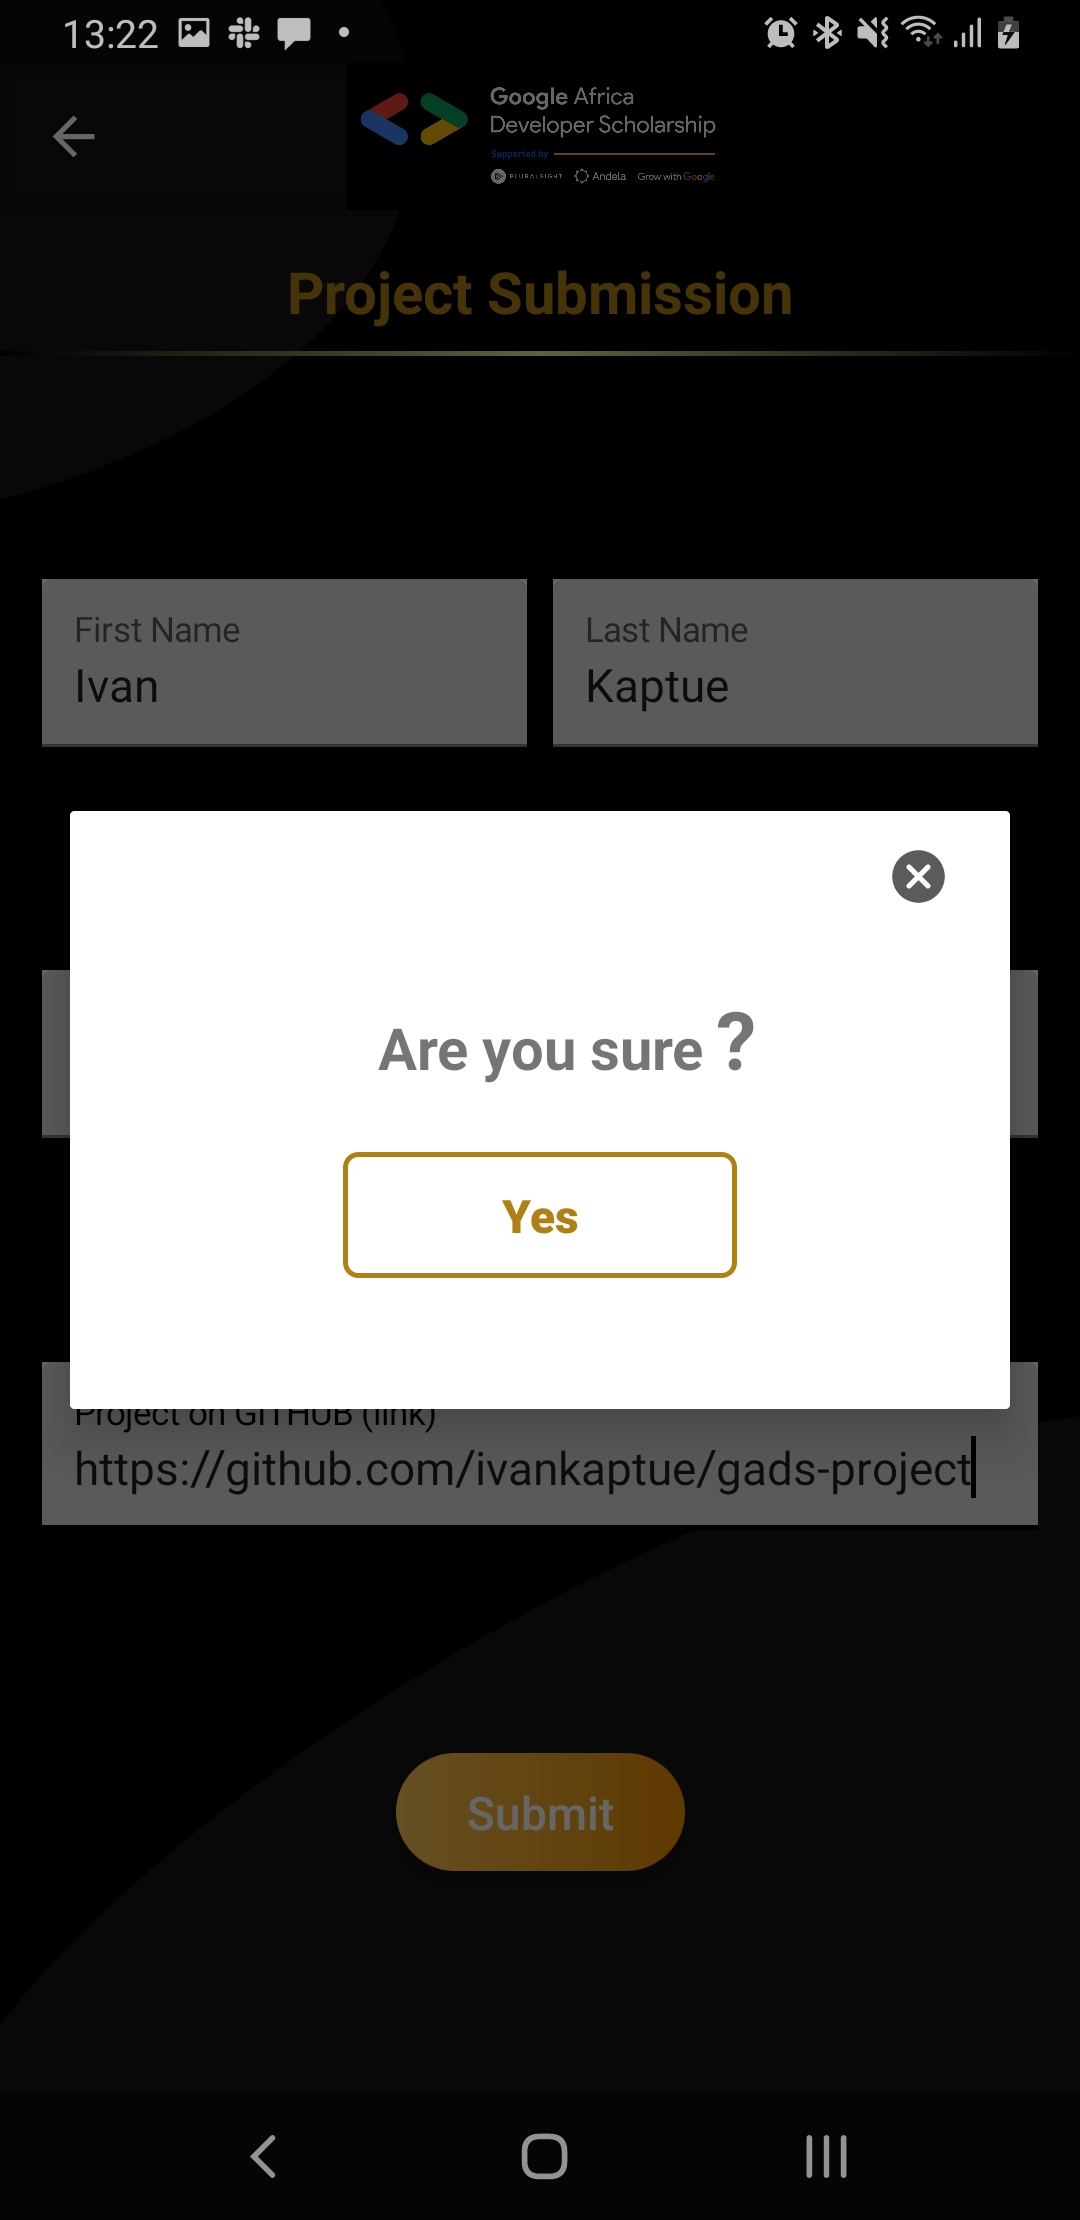 13:22
Google Africa
Developer Scholarship
Supported by
PLURALSIGHT Andela Grow with Google
Project Submission
First Name
Ivan
Last Name
Kaptue
Are you sure ?
Yes
Project on GITHUB (link)
https://github.com/ivankaptue/gads-project
Submit